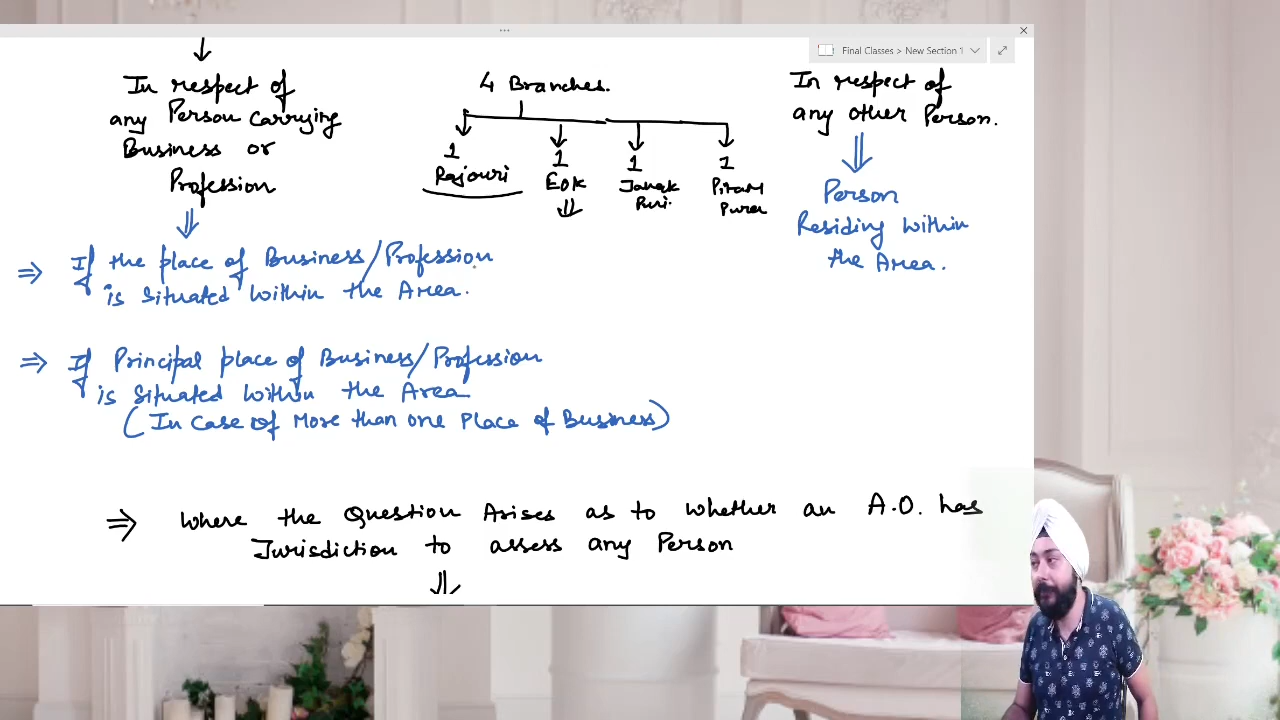 Final Classes > New Section 1
In respect of
any Person carrying
Business or
Profession
4 Branches.
1 1 1 1
Rajouri EOK Janak Pitam
Puri. Pura
In respect of
any other Person.
Person
Residing within
the Area.
⇒ If the place of Business/Profession
is situated within the Area.
⇒ If Principal place of Business/Profession
is situated within the Area
(In case of More than one Place of Business)
⇒ Where the Question Arises as to whether an A.O. has
Jurisdiction to assess any Person